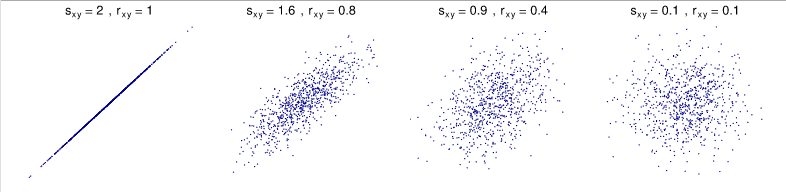 s_xy = 2 , r_xy = 1
s_xy = 1.6 , r_xy = 0.8
s_xy = 0.9 , r_xy = 0.4
s_xy = 0.1 , r_xy = 0.1